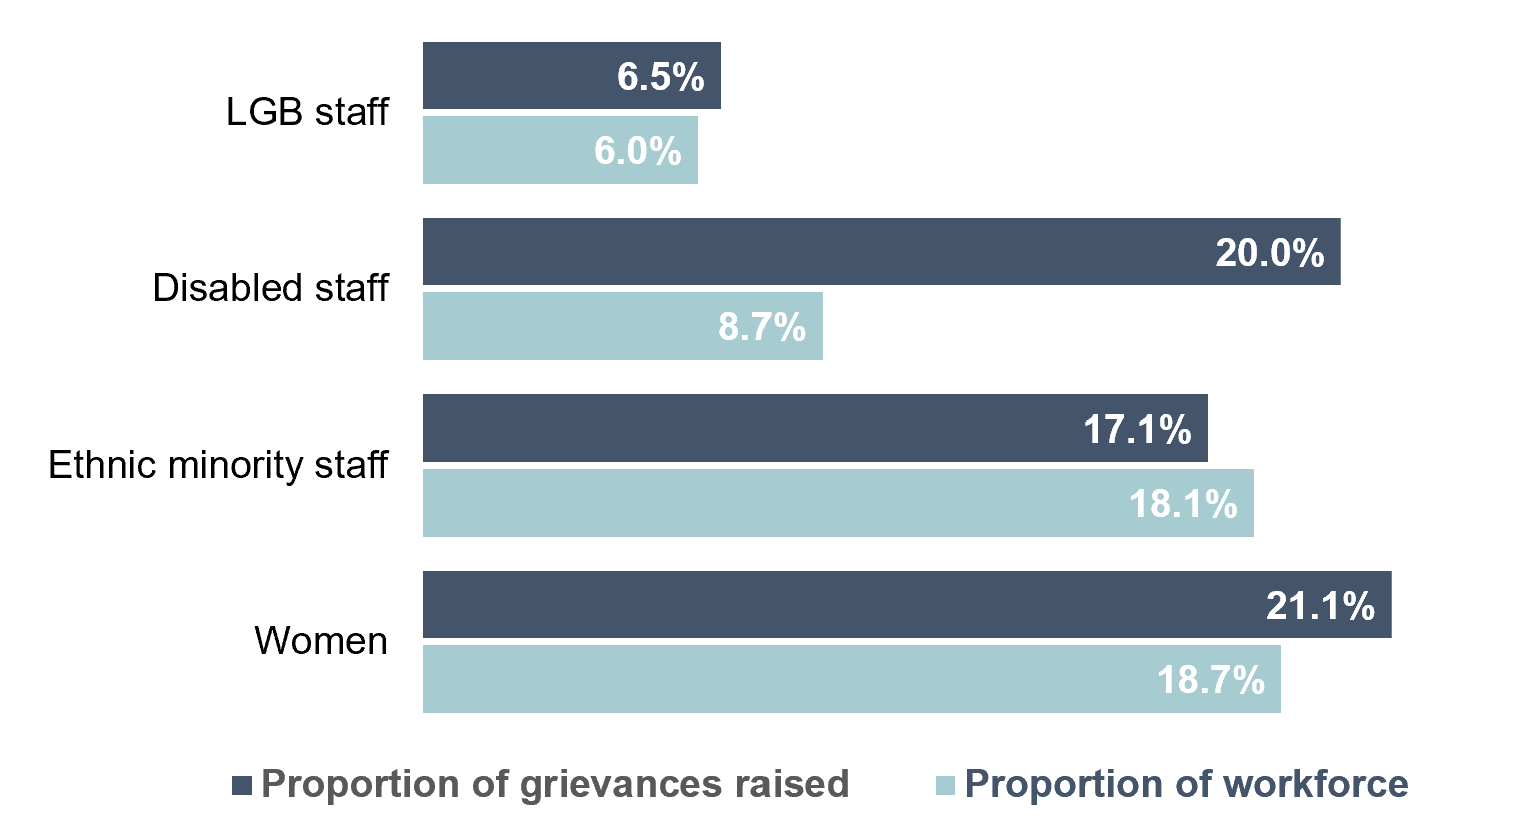 LGB staff
6.5%
6.0%
Disabled staff
20.0%
8.7%
Ethnic minority staff
17.1%
18.1%
Women
21.1%
18.7%
Proportion of grievances raised
Proportion of workforce